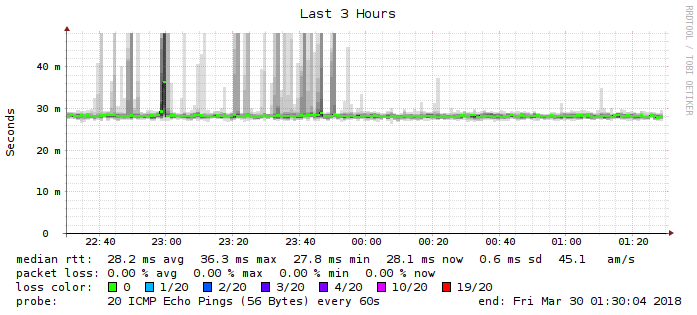 Last 3 Hours
RRDTOOL / TOBI OETIKER
Seconds
40 m
30 m
20 m
10 m
0
22:40 23:00 23:20 23:40 00:00 00:20 00:40 01:00 01:20
median rtt: 28.2 ms avg 36.3 ms max 27.8 ms min 28.1 ms now 0.6 ms sd 45.1 am/s
packet loss: 0.00 % avg 0.00 % max 0.00 % min 0.00 % now
loss color: 0 1/20 2/20 3/20 4/20 10/20 19/20
probe: 20 ICMP Echo Pings (56 Bytes) every 60s end: Fri Mar 30 01:30:04 2018